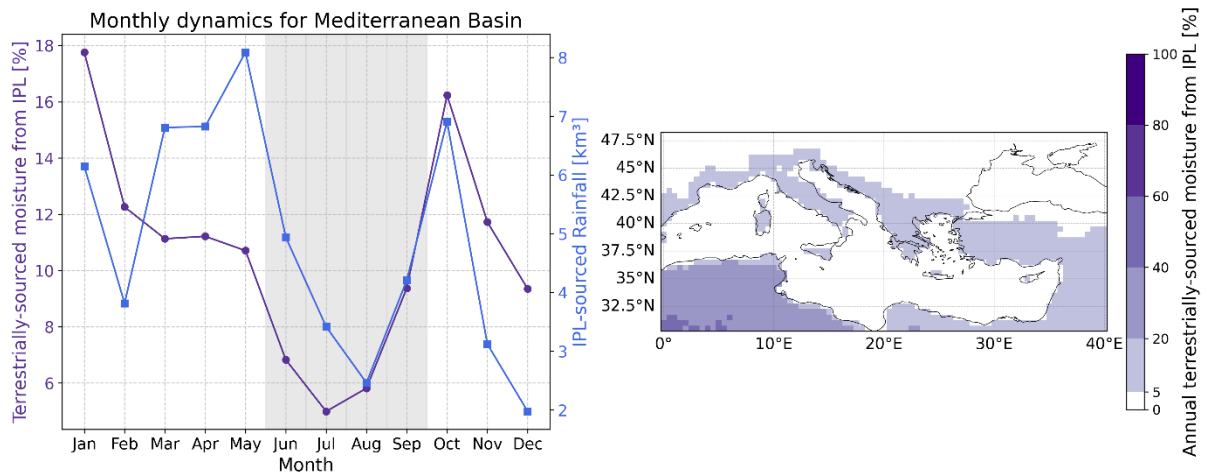 Monthly dynamics for Mediterranean Basin
Terrestrially-sourced moisture from IPL [%]
18
16
14
12
10
8
6
Jan Feb Mar Apr May Jun Jul Aug Sep Oct Nov Dec
Month
8
7
6
5
4
3
2
IPL-sourced Rainfall [km³]
47.5°N
45.0°N
42.5°N
40.0°N
37.5°N
35.0°N
32.5°N
0° 10°E 20°E 30°E 40°E
100
80
60
40
20
5
0
Annual terrestrially-sourced moisture from IPL [%]